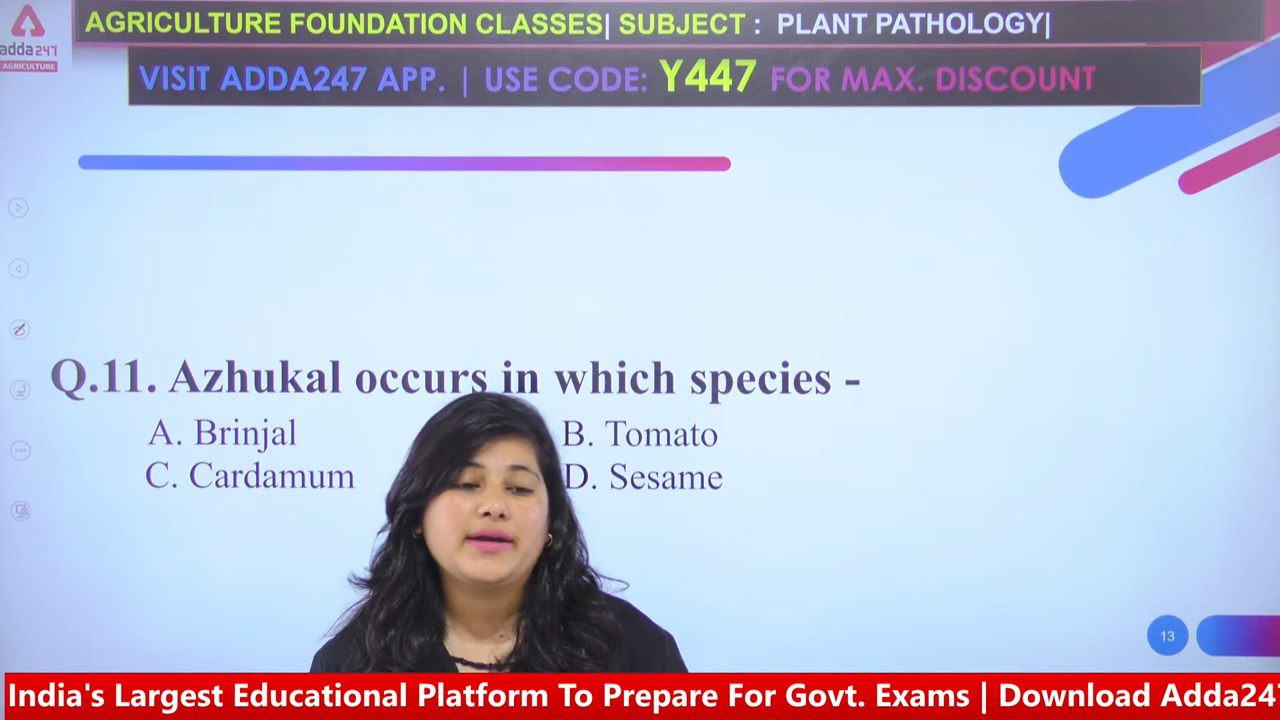 AGRICULTURE FOUNDATION CLASSES| SUBJECT : PLANT PATHOLOGY|
adda247
AGRICULTURE
VISIT ADDA247 APP. | USE CODE: Y447 FOR MAX. DISCOUNT
Q.11. Azhukal occurs in which species -
A. Brinjal B. Tomato
C. Cardamum D. Sesame
13
India's Largest Educational Platform To Prepare For Govt. Exams | Download Adda247